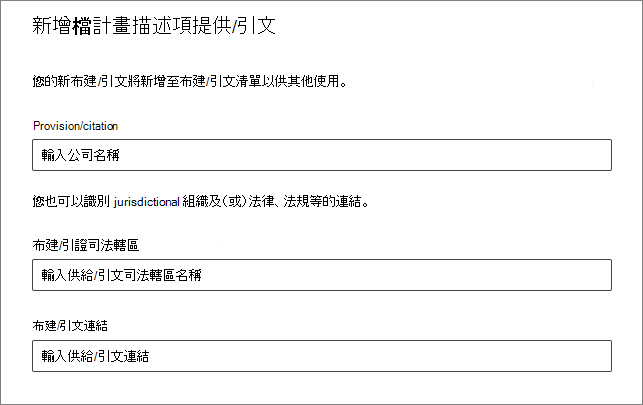 新增檔計畫描述項提供/引文
您的新布建/引文將新增至布建/引文清單以供其他使用。
Provision/citation
輸入公司名稱
您也可以識別 jurisdictional 組織及(或)法律、法規等的連結。
布建/引證司法轄區
輸入供給/引文司法轄區名稱
布建/引文連結
輸入供給/引文連結